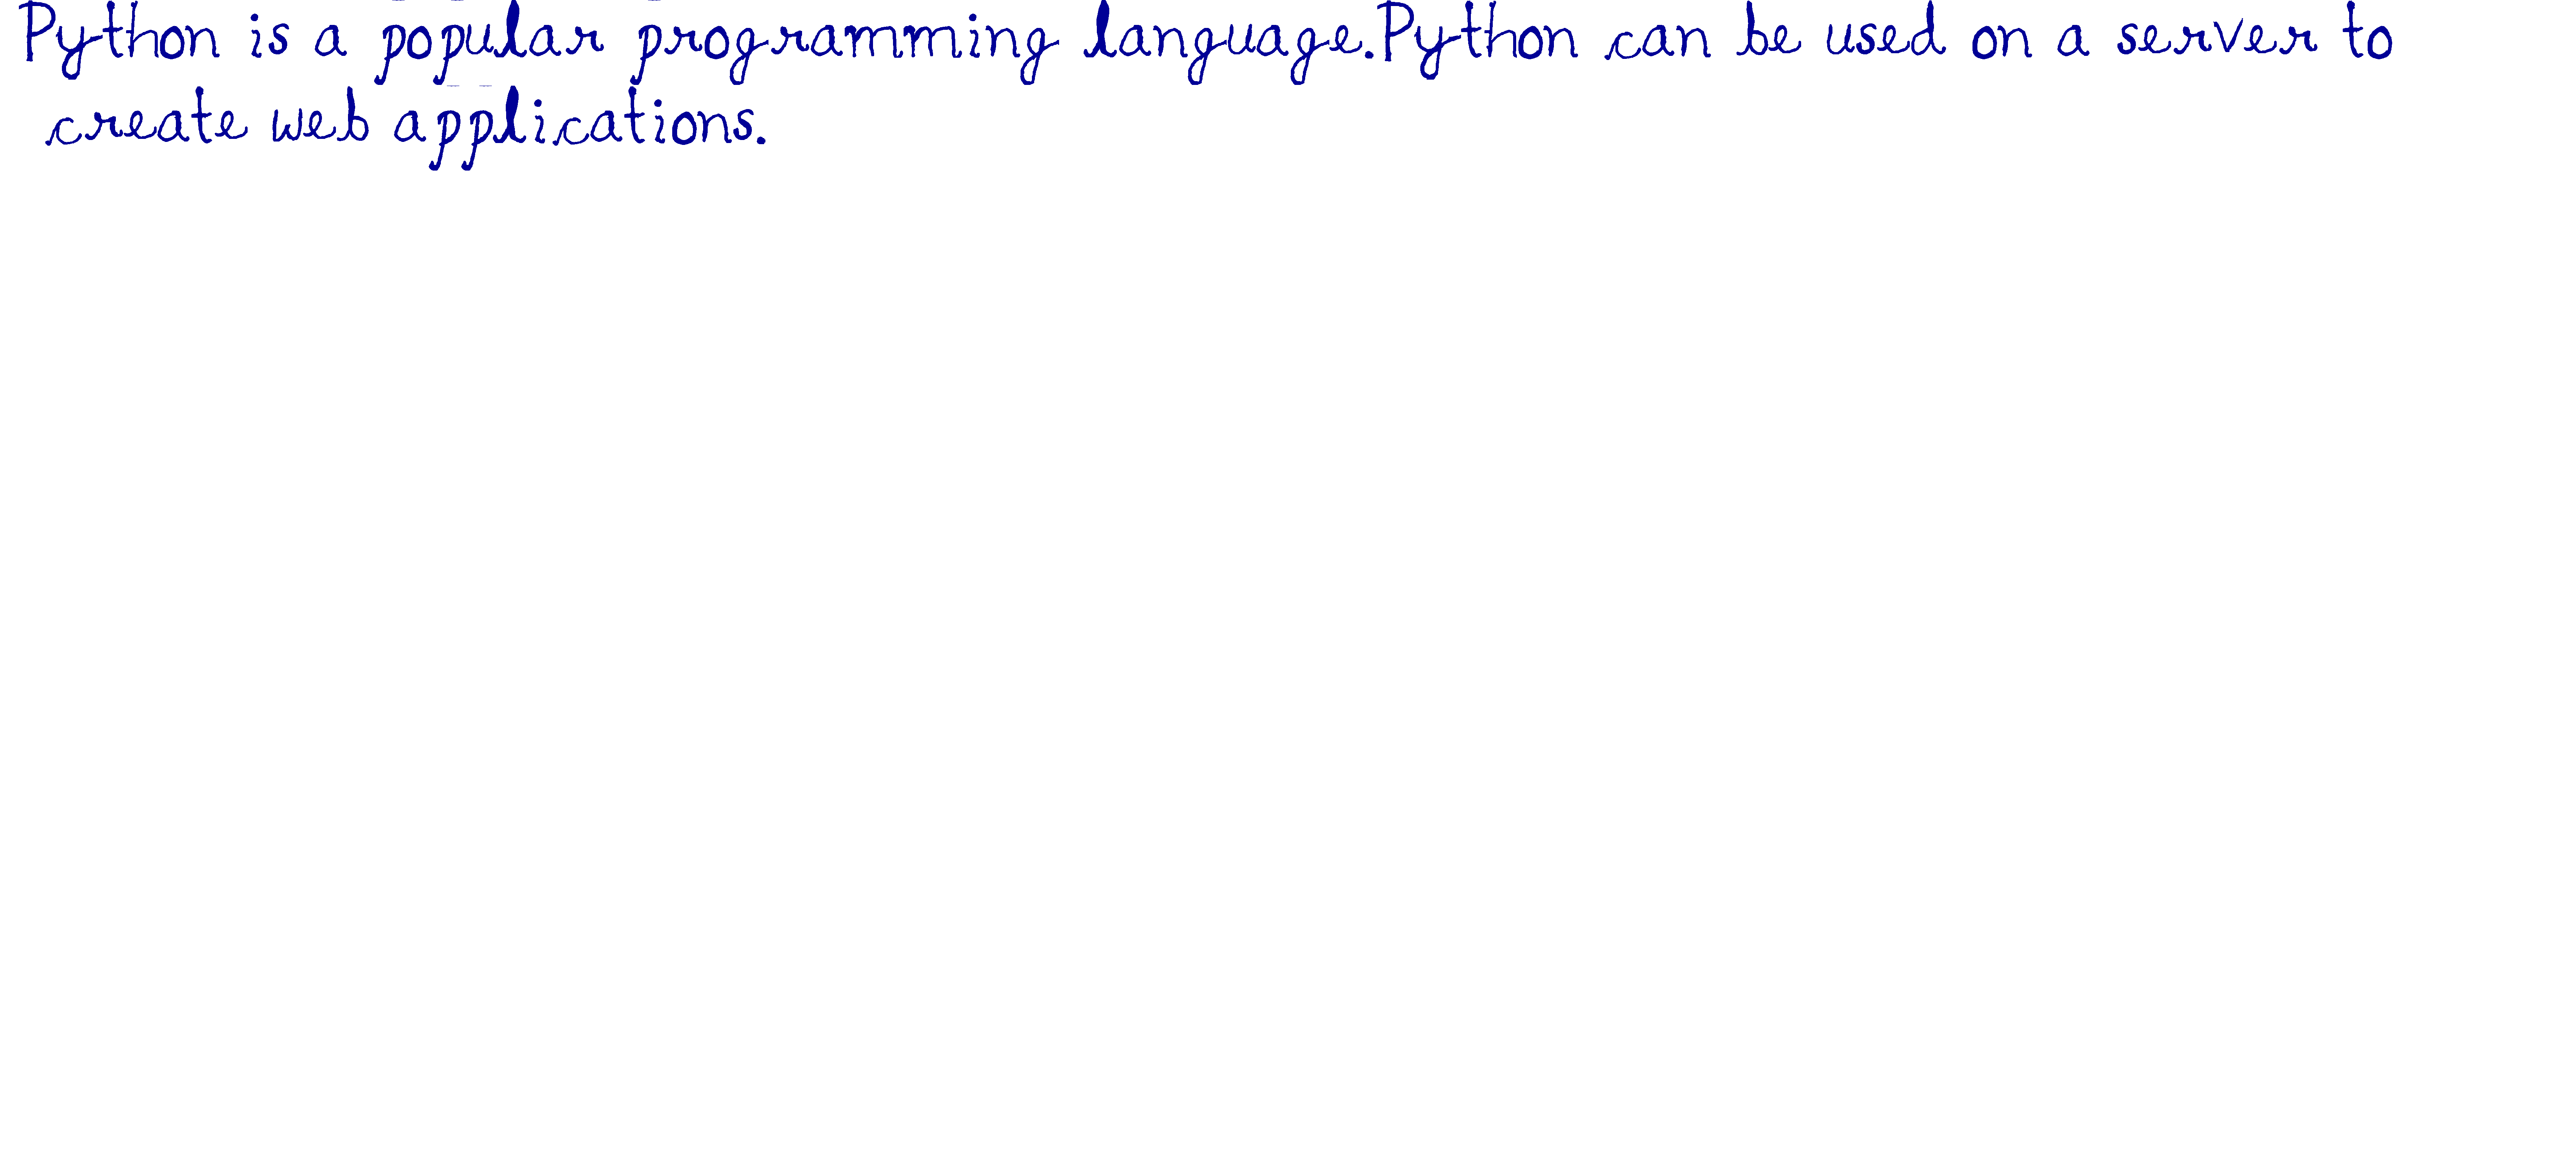 Python is a popular programming language.Python can be used on a server to
create web applications.